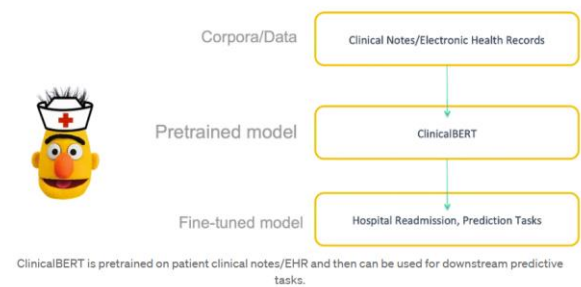 Corpora/Data
Clinical Notes/Electronic Health Records
Pretrained model
ClinicalBERT
Fine-tuned model
Hospital Readmission, Prediction Tasks
ClinicalBERT is pretrained on patient clinical notes/EHR and then can be used for downstream predictive
tasks.